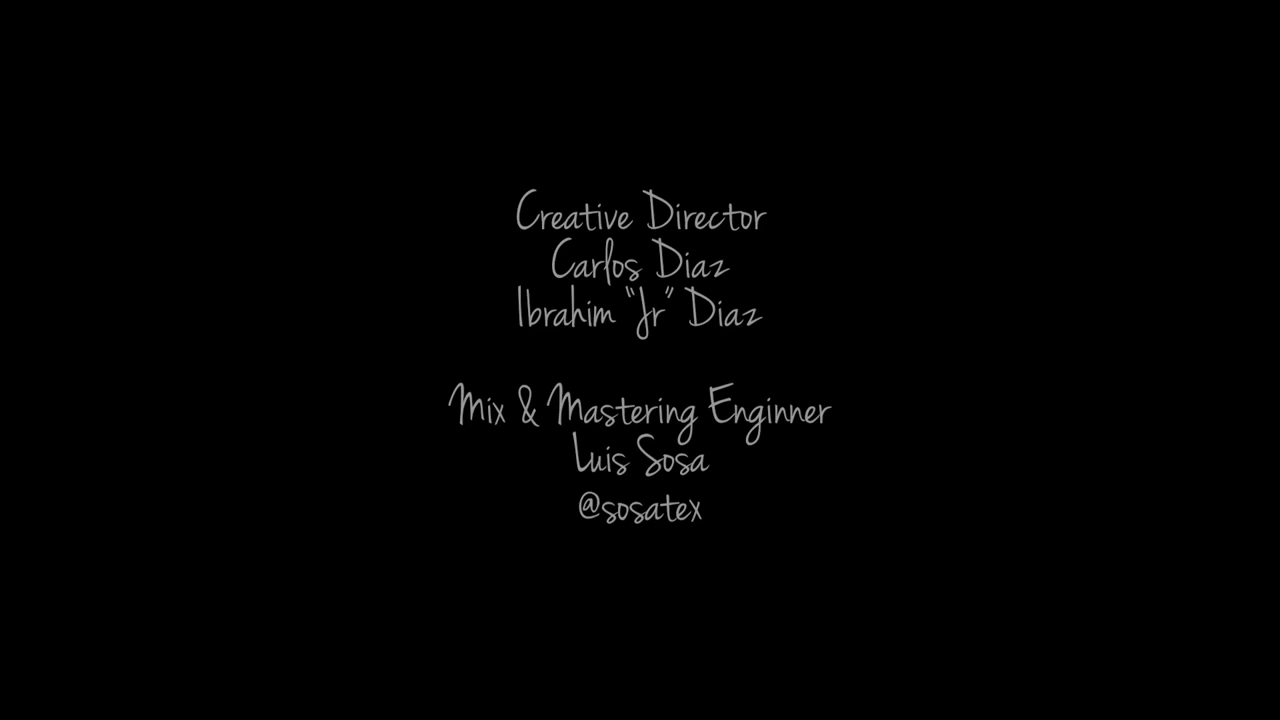 Creative Director
Carlos Diaz
Ibrahim "Jr" Diaz
Mix & Mastering Enginner
Luis Sosa
@sosatex